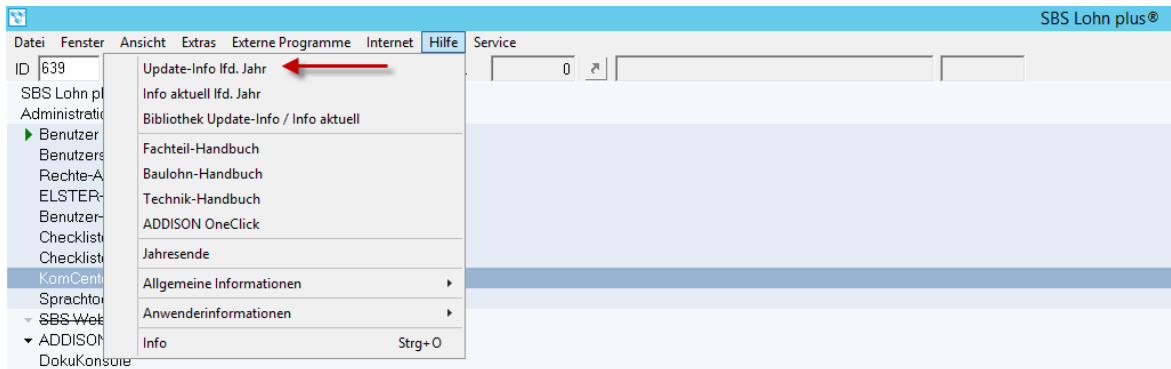 SBS Lohn plus®
Datei Fenster Ansicht Extras Externe Programme Internet Hilfe Service
ID 639 0
Update-Info lfd. Jahr
Info aktuell lfd. Jahr
Bibliothek Update-Info / Info aktuell
Fachteil-Handbuch
Baulohn-Handbuch
Technik-Handbuch
ADDISON OneClick
Jahresende
Allgemeine Informationen
Anwenderinformationen
Info Strg+O
SBS Lohn pl
Administratio
Benutzer
Benutzers
Rechte-A
ELSTER-
Benutzer-
Checkliste
Checkliste
KomCente
Sprachto
SBS Web
ADDISON
DokuKonsole